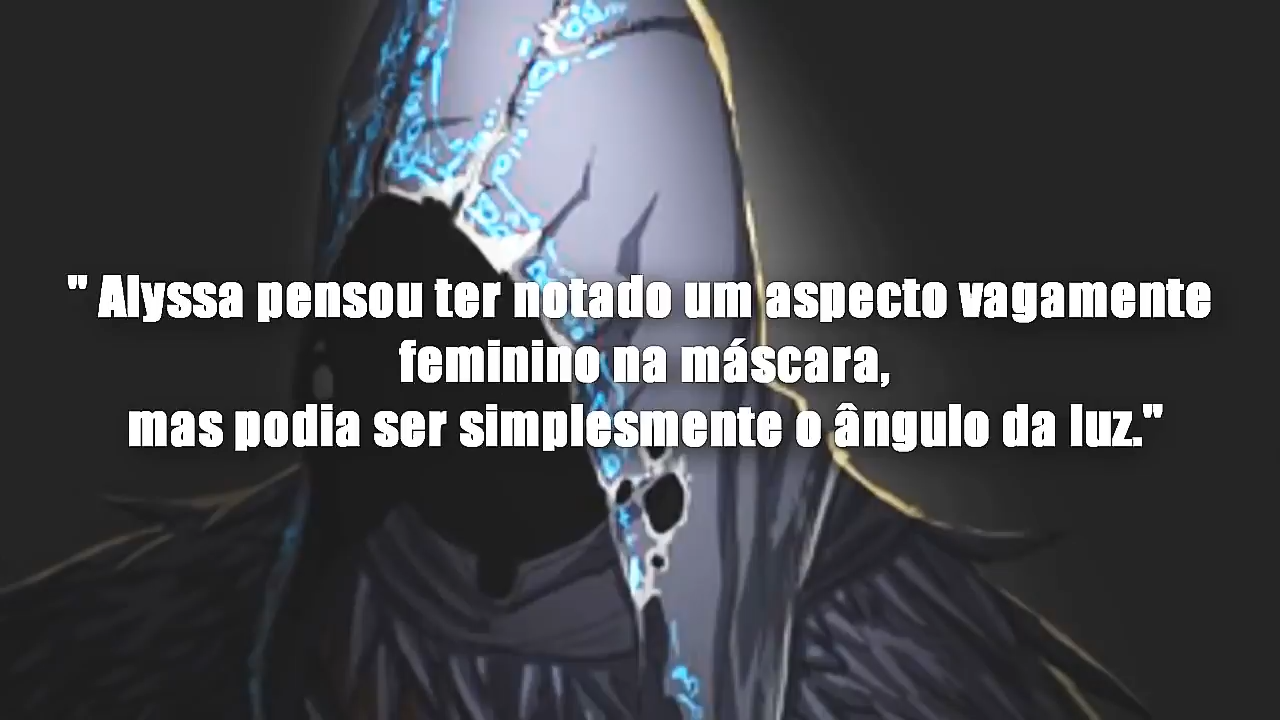 " Alyssa pensou ter notado um aspecto vagamente
feminino na máscara,
mas podia ser simplesmente o ângulo da luz."